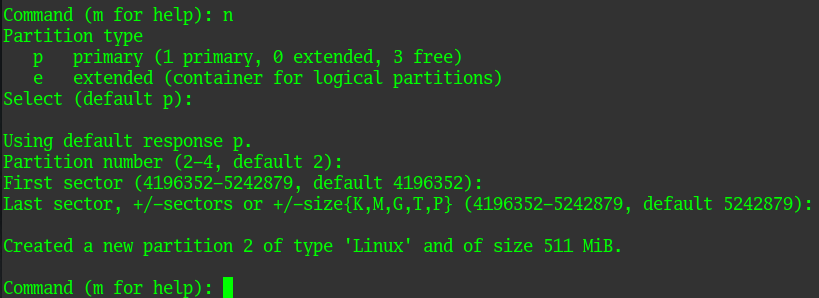 Command (m for help): n
Partition type
   p   primary (1 primary, 0 extended, 3 free)
   e   extended (container for logical partitions)
Select (default p):

Using default response p.
Partition number (2-4, default 2):
First sector (4196352-5242879, default 4196352):
Last sector, +/-sectors or +/-size{K,M,G,T,P} (4196352-5242879, default 5242879):

Created a new partition 2 of type 'Linux' and of size 511 MiB.

Command (m for help):